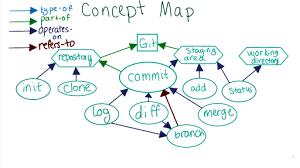 Concept Map
type-of
part-of
operates-
on
refers-to
Git
repository
Staging
area
working
directory
commit
init
clone
add
status
log
diff
merge
branch